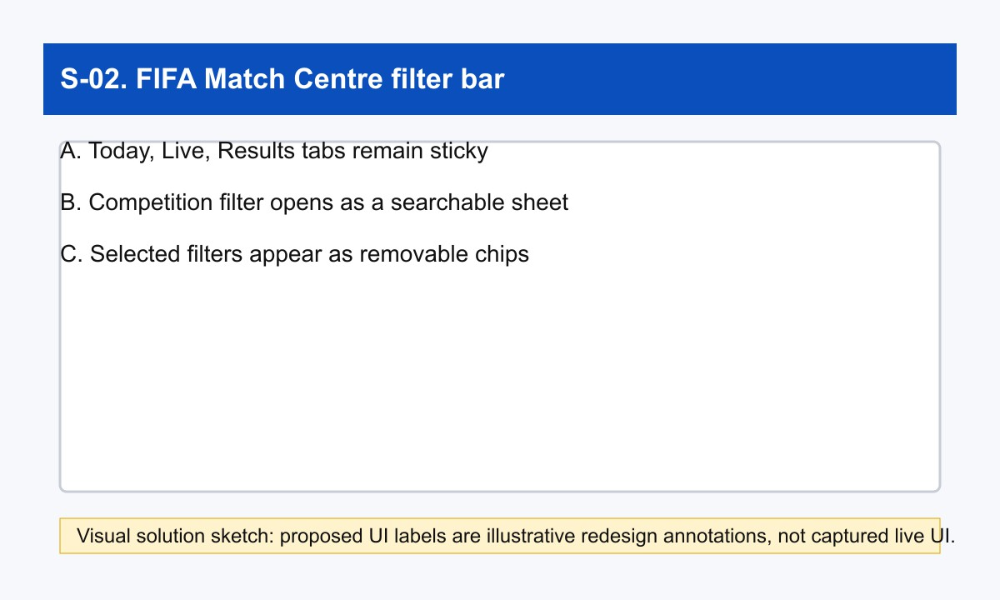 S-02. FIFA Match Centre filter bar
A. Today, Live, Results tabs remain sticky
B. Competition filter opens as a searchable sheet
C. Selected filters appear as removable chips
Visual solution sketch: proposed UI labels are illustrative redesign annotations, not captured live UI.